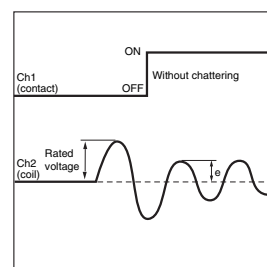 ON
Ch1
(contact)
OFF
Without chattering
Rated
voltage
Ch2
(coil)
e